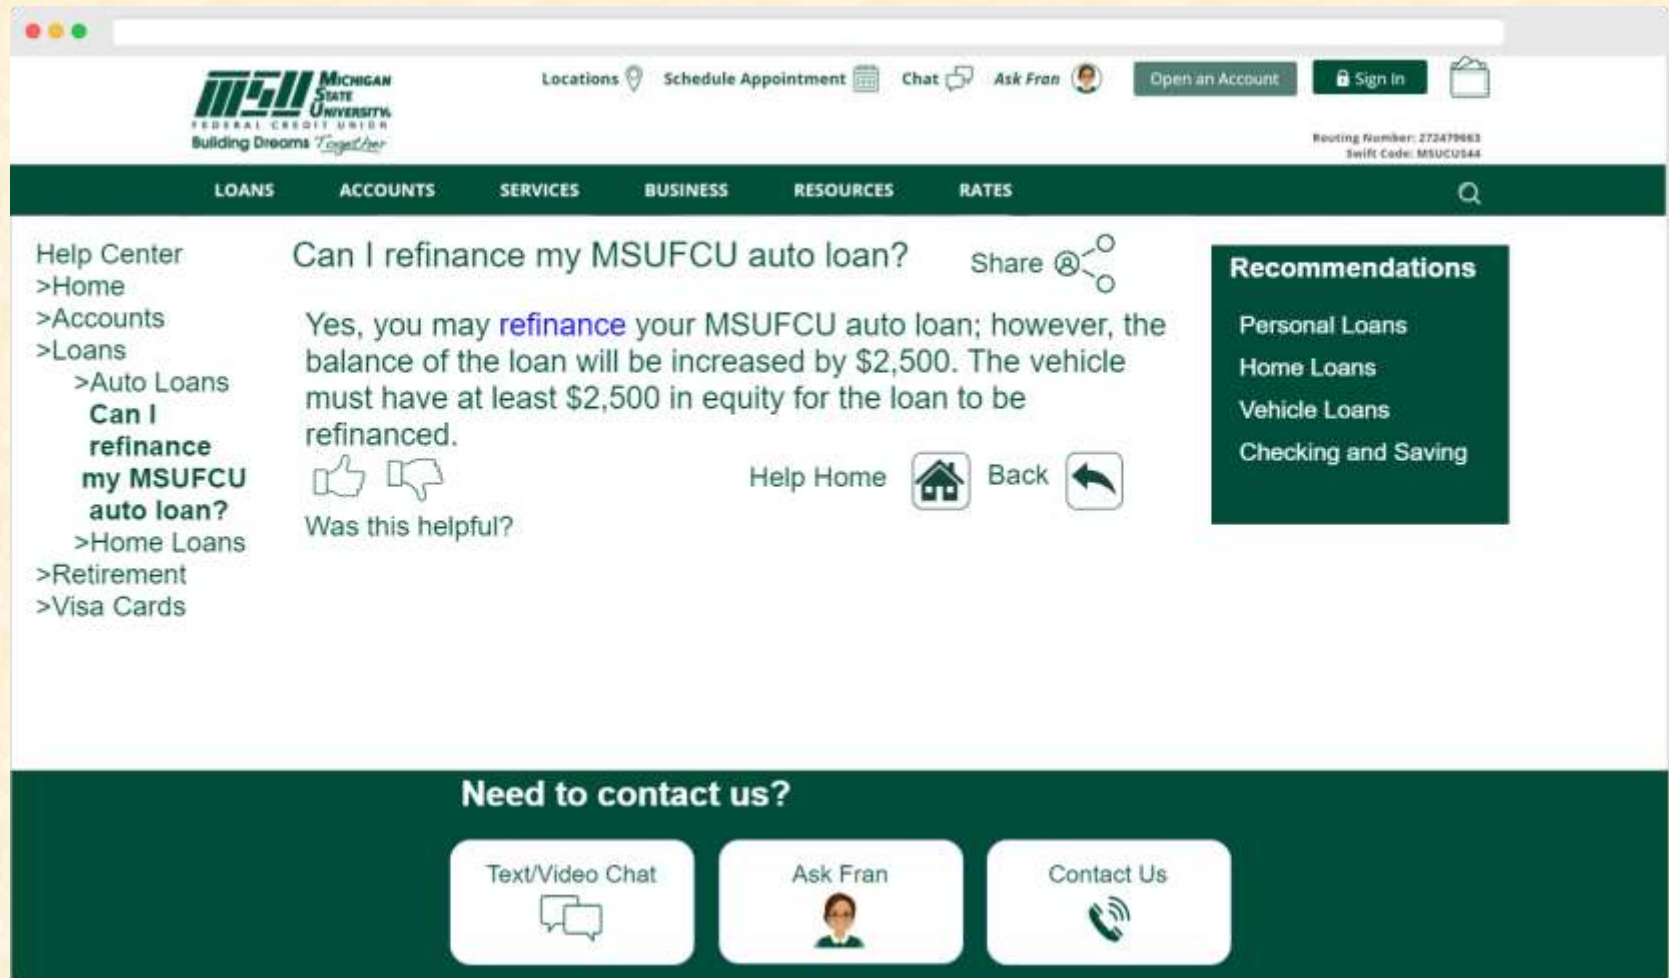 MICHIGAN
STATE
UNIVERSITY
FEDERAL CREDIT UNION
Building Dreams Together
Locations
Schedule Appointment
Chat
Ask Fran
Open an Account
Sign In
Routing Number: 272479663
Swift Code: MSUCUS44
LOANS
ACCOUNTS
SERVICES
BUSINESS
RESOURCES
RATES
Help Center
>Home
>Accounts
>Loans
>Auto Loans
Can I
refinance
my MSUFCU
auto loan?
>Home Loans
>Retirement
>Visa Cards
Can I refinance my MSUFCU auto loan?
Share
Yes, you may refinance your MSUFCU auto loan; however, the
balance of the loan will be increased by $2,500. The vehicle
must have at least $2,500 in equity for the loan to be
refinanced.
Was this helpful?
Help Home
Back
Recommendations
Personal Loans
Home Loans
Vehicle Loans
Checking and Saving
Need to contact us?
Text/Video Chat
Ask Fran
Contact Us